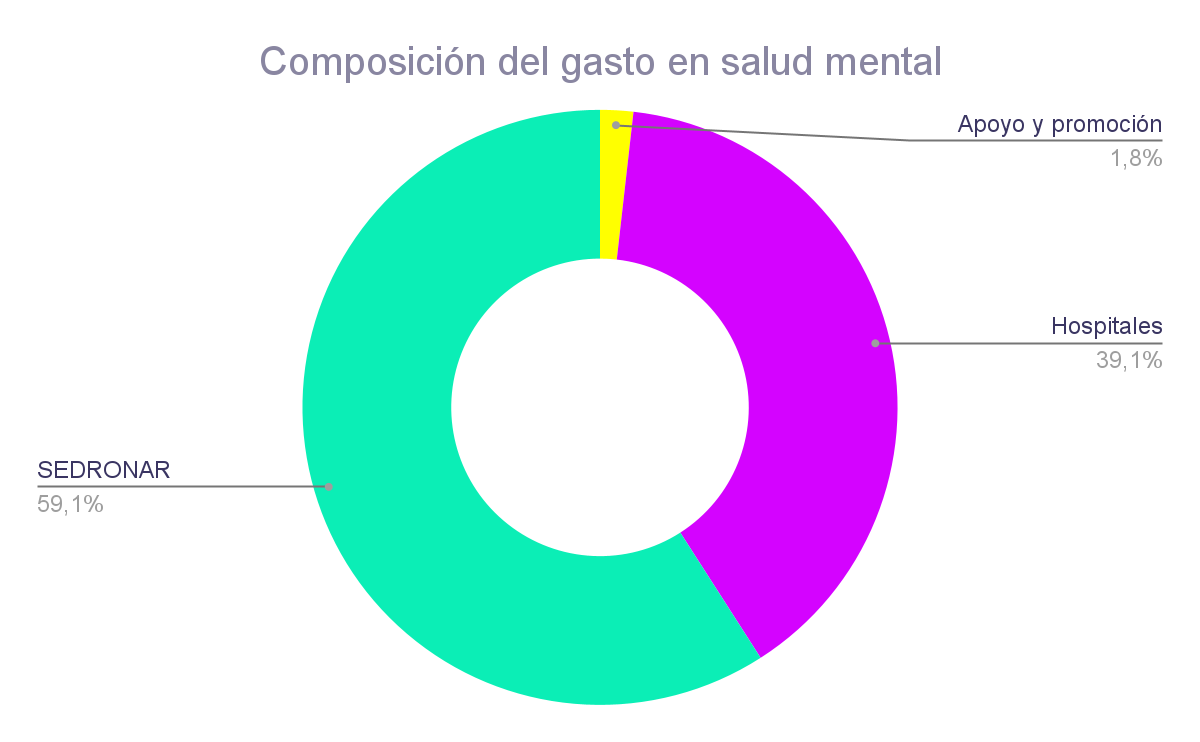 Composición del gasto en salud mental
Apoyo y promoción
1,8%
Hospitales
39,1%
SEDRONAR
59,1%